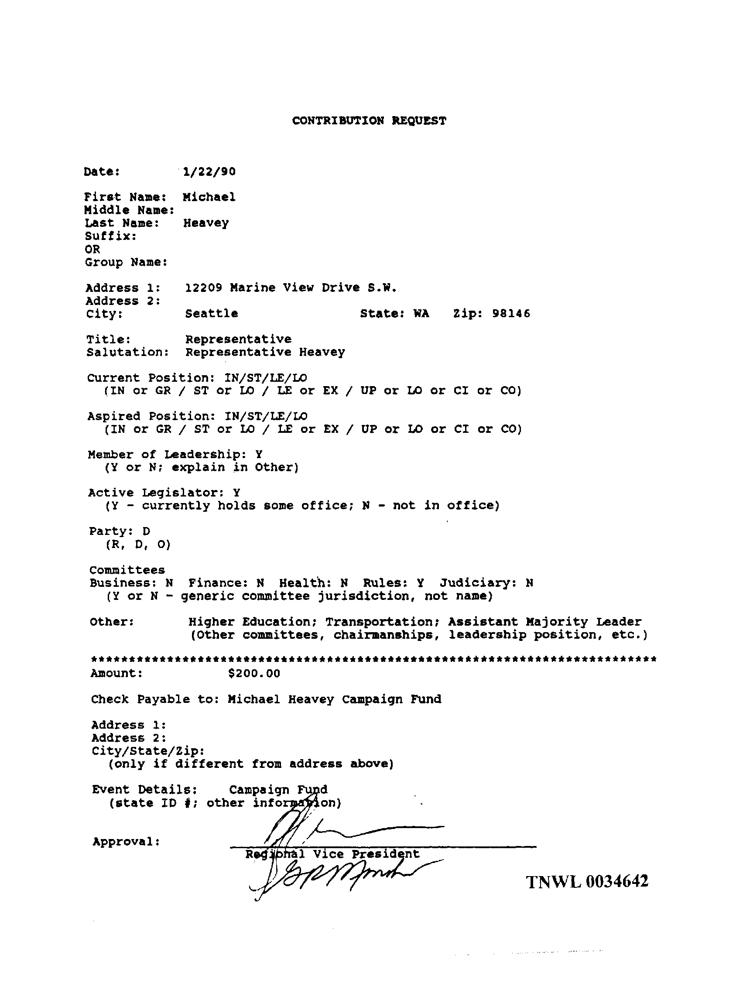 CONTRIBUTION REQUEST
Date: 1/22/90
First Name: Michael
Middle Name:
Last Name: Heavey
Suffix:
OR
Group Name:
Address 1: 12209 Marine View Drive S.W.
Address 2:
City: Seattle State: WA Zip: 98146
Title: Representative
Salutation: Representative Heavey
Current Position: IN/ST/LE/LO
(IN or GR / ST or LO / LE or EX / UP or LO or CI or CO)
Aspired Position: IN/ST/LE/LO
(IN or GR / ST or LO / LE or EX / UP or LO or CI or CO)
Member of Leadership: Y
(Y or N; explain in Other)
Active Legislator: Y
(Y - currently holds some office; N - not in office)
Party: D
(R, D, O)
Committees
Business: N Finance: N Health: N Rules: Y Judiciary: N
(Y or N - generic committee jurisdiction, not name)
Other: Higher Education; Transportation; Assistant Majority Leader
(Other committees, chairmanships, leadership position, etc.)
******************************************************************************
Amount: $200.00
Check Payable to: Michael Heavey Campaign Fund
Address 1:
Address 2:
City/State/Zip:
(only if different from address above)
Event Details: Campaign Fund
(state ID #; other information)
Approval:
Regional Vice President
TNWL 0034642